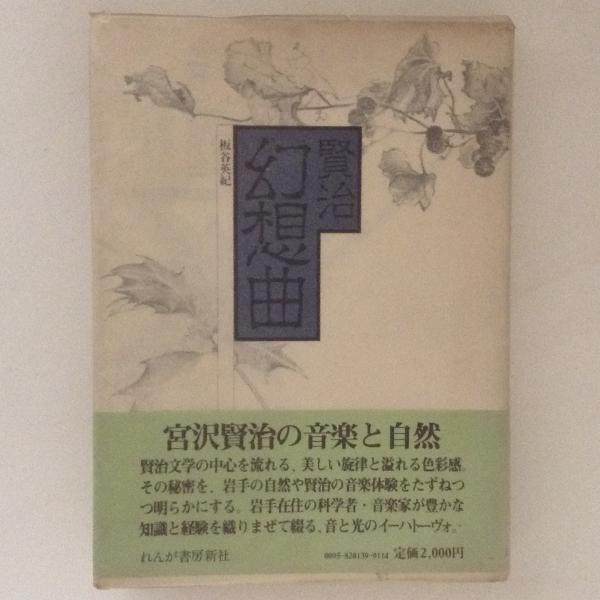 賢治
幻想曲
板谷英紀
宮沢賢治の音楽と自然
賢治文学の中心を流れる、美しい旋律と溢れる色彩感。
その秘密を、岩手の自然や賢治の音楽体験をたずねつ
つ明らかにする。岩手在住の科学者・音楽家が豊かな
知識と経験を織りまぜて綴る、音と光のイーハトーヴォ。
れんが書房新社
0095-820139-0114 定価2,000円